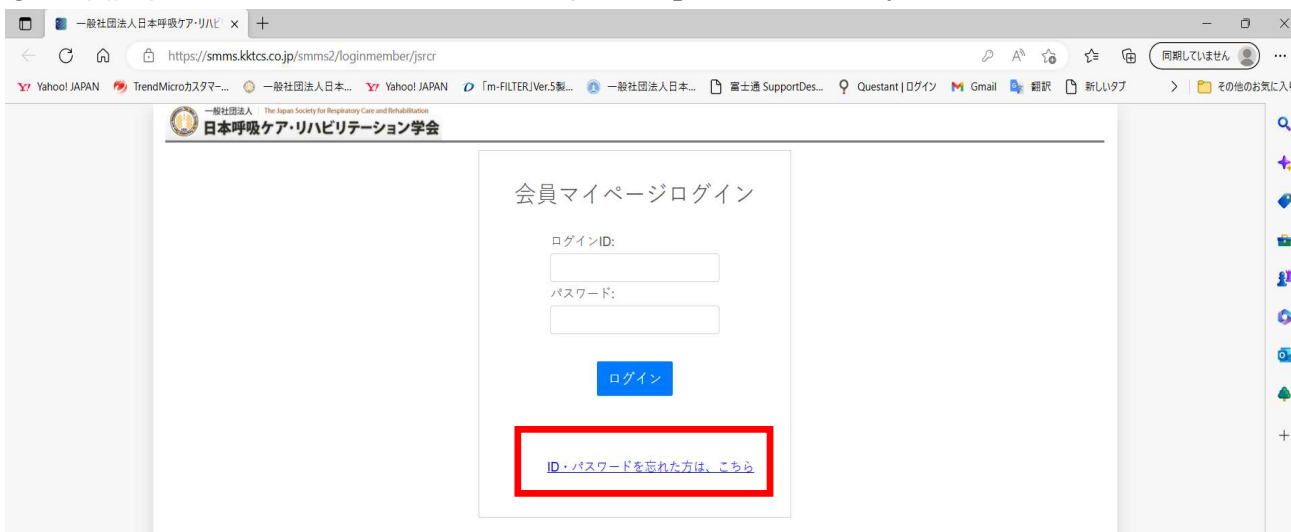 一般社団法人日本呼吸ケア・リハビ
https://smms.kktcs.co.jp/smms2/loginmember/jsrcr
同期していません
Yahoo! JAPAN
TrendMicroカスタマー...
一般社団法人日本...
Yahoo! JAPAN
「m-FILTER」Ver.5製...
一般社団法人日本...
富士通 SupportDes...
Questant | ログイン
Gmail
翻訳
新しいタブ
その他のお気に入り
一般社団法人 The Japan Society for Respiratory Care and Rehabilitation
日本呼吸ケア・リハビリテーション学会
会員マイページログイン
ログインID:
パスワード:
ログイン
ID・パスワードを忘れた方は、こちら